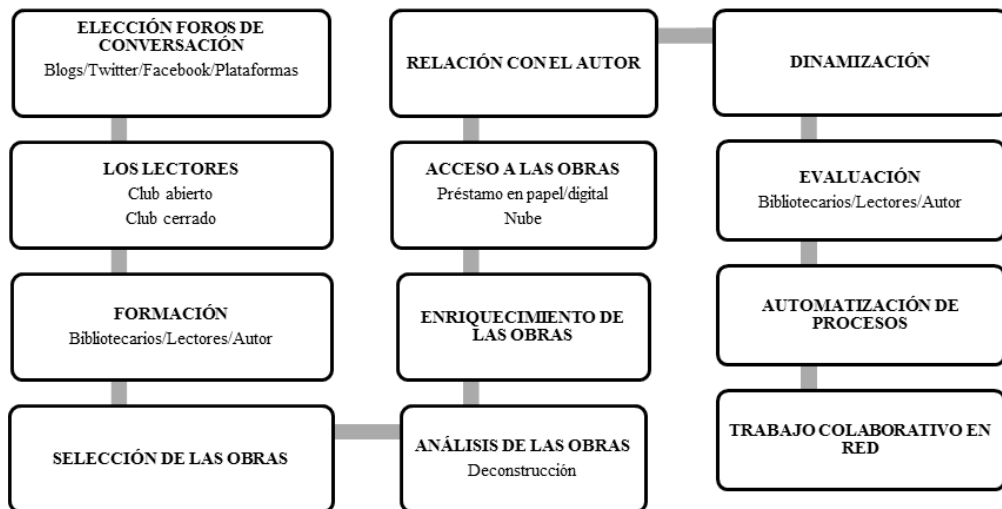 ELECCIÓN FOROS DE
CONVERSACIÓN
Blogs/Twitter/Facebook/Plataformas
LOS LECTORES
Club abierto
Club cerrado
FORMACIÓN
Bibliotecarios/Lectores/Autor
SELECCIÓN DE LAS OBRAS
ANÁLISIS DE LAS OBRAS
Deconstrucción
ENRIQUECIMIENTO DE
LAS OBRAS
ACCESO A LAS OBRAS
Préstamo en papel/digital
Nube
RELACIÓN CON EL AUTOR
DINAMIZACIÓN
EVALUACIÓN
Bibliotecarios/Lectores/Autor
AUTOMATIZACIÓN DE
PROCESOS
TRABAJO COLABORATIVO EN
RED